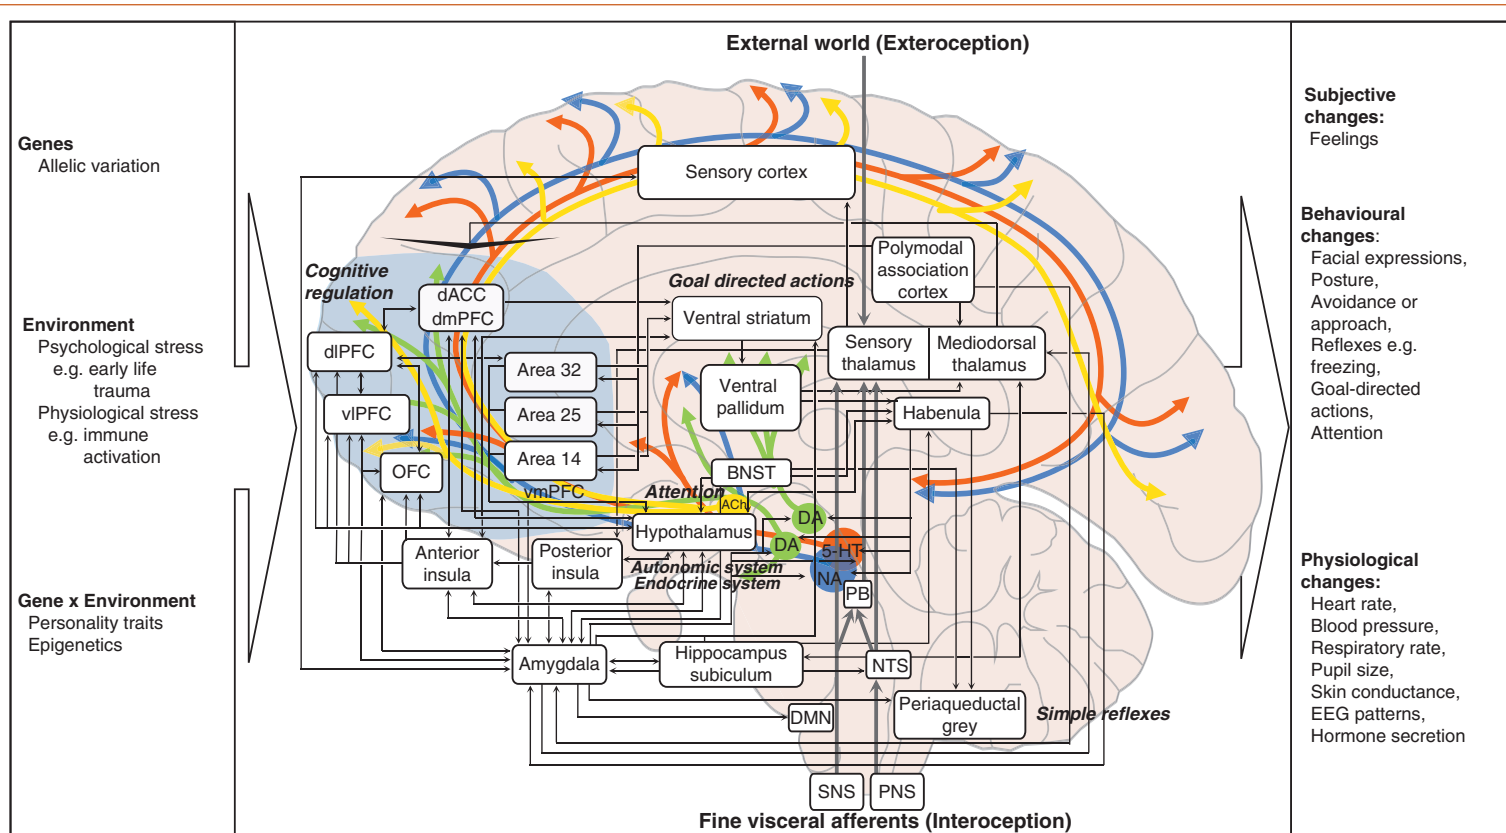 External world (Exteroception)
Genes
Allelic variation
Environment
Psychological stress
e.g. early life
trauma
Physiological stress
e.g. immune
activation
Gene x Environment
Personality traits
Epigenetics
Sensory cortex
Cognitive
regulation
dACC
dmPFC
dlPFC
vlPFC
OFC
Area 32
Area 25
Area 14
vmPFC
Goal directed actions
Ventral striatum
Ventral
pallidum
Polymodal
association
cortex
Sensory
thalamus
Mediodorsal
thalamus
Habenula
BNST
Attention
ACh
Hypothalamus
DA
DA
5-HT
NA
PB
Autonomic system
Endocrine system
Anterior
insula
Posterior
insula
Amygdala
Hippocampus
subiculum
NTS
DMN
Periaqueductal
grey
Simple reflexes
SNS
PNS
Fine visceral afferents (Interoception)
Subjective
changes:
Feelings
Behavioural
changes:
Facial expressions,
Posture,
Avoidance or
approach,
Reflexes e.g.
freezing,
Goal-directed
actions,
Attention
Physiological
changes:
Heart rate,
Blood pressure,
Respiratory rate,
Pupil size,
Skin conductance,
EEG patterns,
Hormone secretion